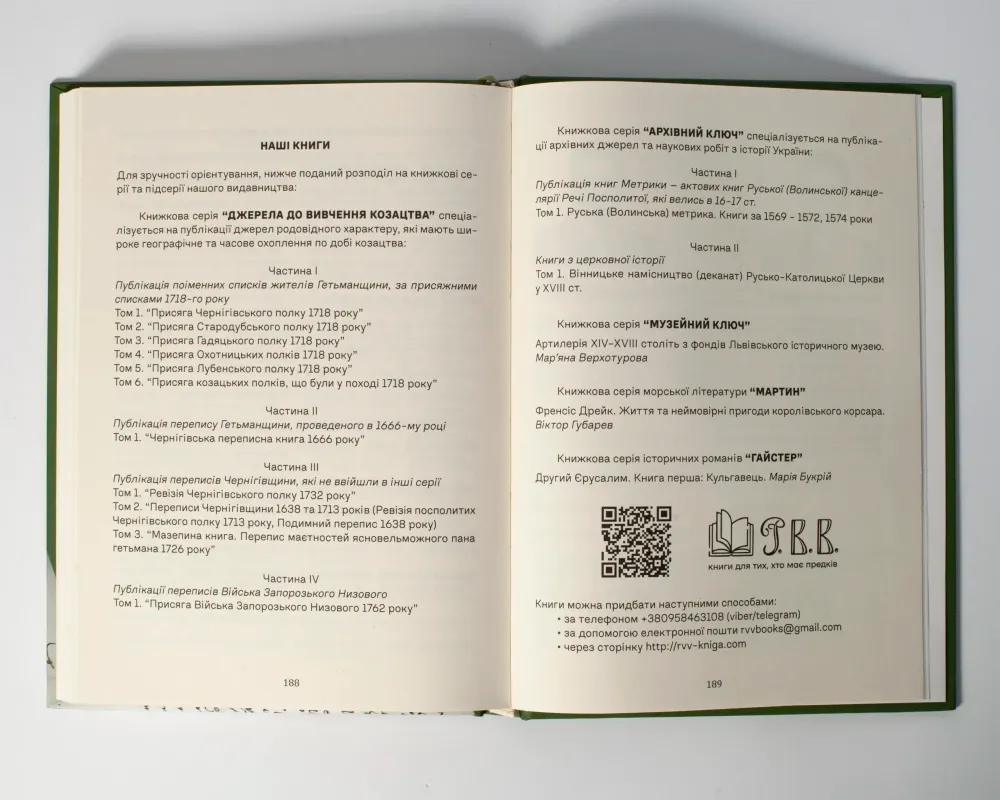 НАШІ КНИГИ
Для зручності орієнтування, нижче поданий розподіл на книжкові се-
рії та підсерії нашого видавництва:
Книжкова серія “ДЖЕРЕЛА ДО ВИВЧЕННЯ КОЗАЦТВА” спеціа-
лізується на публікації джерел родовідного характеру, які мають ши-
роке географічне та часове охоплення по добі козацтва:
Частина I
Публікація поіменних списків жителів Гетьманщини, за присяжними
списками 1718-го року
Том 1. “Присяга Чернігівського полку 1718 року”
Том 2. “Присяга Стародубського полку 1718 року”
Том 3. “Присяга Гадяцького полку 1718 року”
Том 4. “Присяга Охотницьких полків 1718 року”
Том 5. “Присяга Лубенського полку 1718 року”
Том 6. “Присяга козацьких полків, що були у поході 1718 року”
Частина II
Публікація перепису Гетьманщини, проведеного в 1666-му році
Том 1. “Чернігівська переписна книга 1666 року”
Частина III
Публікація переписів Чернігівщини, які не ввійшли в інші серії
Том 1. “Ревізія Чернігівського полку 1732 року”
Том 2. “Переписи Чернігівщини 1638 та 1713 років (Ревізія посполитих
Чернігівського полку 1713 року, Подимний перепис 1638 року)
Том 3. “Мазепина книга. Перепис маєтностей ясновельможного пана
гетьмана 1726 року”
Частина IV
Публікації переписів Війська Запорозького Низового
Том 1. “Присяга Війська Запорозького Низового 1762 року”
188
Книжкова серія “АРХІВНИЙ КЛЮЧ” спеціалізується на публіка-
ції архівних джерел та наукових робіт з історії України:
Частина I
Публікація книг Метрики – актових книг Руської (Волинської) канце-
лярії Речі Посполитої, які велись в 16-17 ст.
Том 1. Руська (Волинська) метрика. Книги за 1569 - 1572, 1574 роки
Частина II
Книги з церковної історії
Том 1. Вінницьке намісництво (деканат) Русько-Католицької Церкви
у XVIII ст.
Книжкова серія “МУЗЕЙНИЙ КЛЮЧ”
Артилерія XIV–XVIII століть з фондів Львівського історичного музею.
Мар’яна Верхотурова
Книжкова серія морської літератури “МАРТИН”
Френсіс Дрейк. Життя та неймовірні пригоди королівського корсара.
Віктор Губарев
Книжкова серія історичних романів “ГАЙСТЕР”
Другий Єрусалим. Книга перша: Кульгавець. Марія Букрій
Р.В.В.
книги для тих, хто має предків
Книги можна придбати наступними способами:
• за телефоном +380958463108 (viber/telegram)
• за допомогою електронної пошти rvvbooks@gmail.com
• через сторінку http://rvv-kniga.com
189